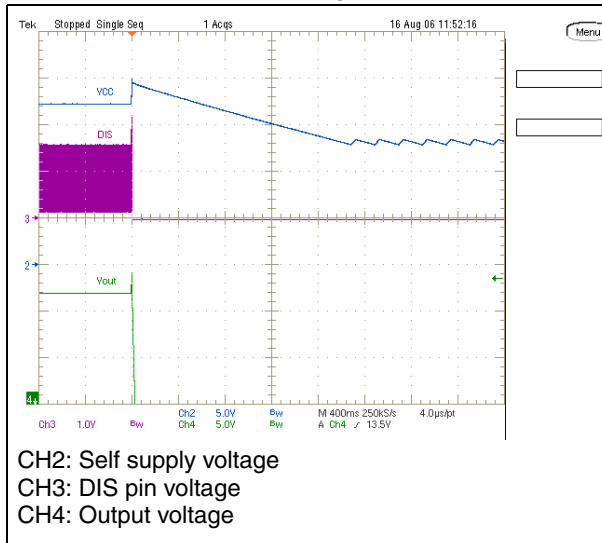 Tek Stopped Single Seq 1 Acqs 16 Aug 06 11:52:16
Menu
VCC
DIS
3
2
Vout
4
Ch2 5.0V Bw M 400ms 250kS/s 4.0µs/pt
Ch3 1.0V Bw Ch4 5.0V Bw A Ch4 / 13.5V
CH2: Self supply voltage
CH3: DIS pin voltage
CH4: Output voltage